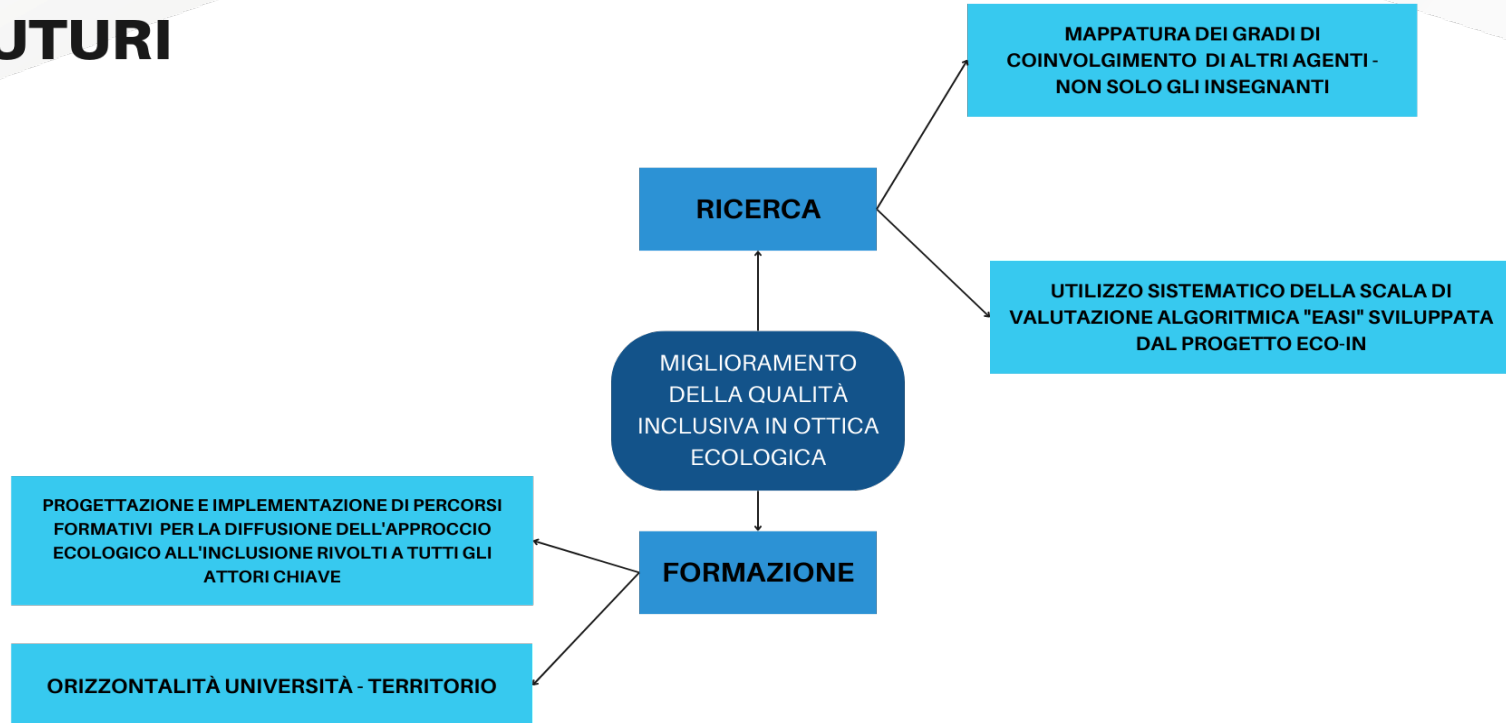 UTURI
MAPPATURA DEI GRADI DI
COINVOLGIMENTO DI ALTRI AGENTI -
NON SOLO GLI INSEGNANTI
RICERCA
UTILIZZO SISTEMATICO DELLA SCALA DI
VALUTAZIONE ALGORITMICA "EASI" SVILUPPATA
DAL PROGETTO ECO-IN
MIGLIORAMENTO
DELLA QUALITÀ
INCLUSIVA IN OTTICA
ECOLOGICA
PROGETTAZIONE E IMPLEMENTAZIONE DI PERCORSI
FORMATIVI PER LA DIFFUSIONE DELL'APPROCCIO
ECOLOGICO ALL'INCLUSIONE RIVOLTI A TUTTI GLI
ATTORI CHIAVE
FORMAZIONE
ORIZZONTALITÀ UNIVERSITÀ - TERRITORIO